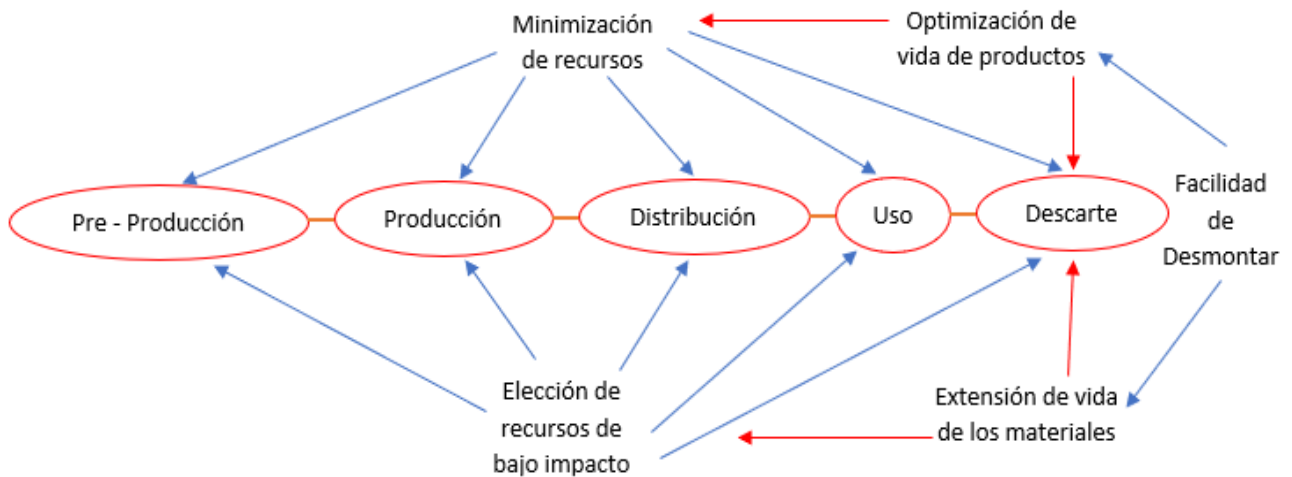 Minimización
de recursos
Optimización de
vida de productos
Pre - Producción
Producción
Distribución
Uso
Descarte
Facilidad
de
Desmontar
Elección de
recursos de
bajo impacto
Extensión de vida
de los materiales